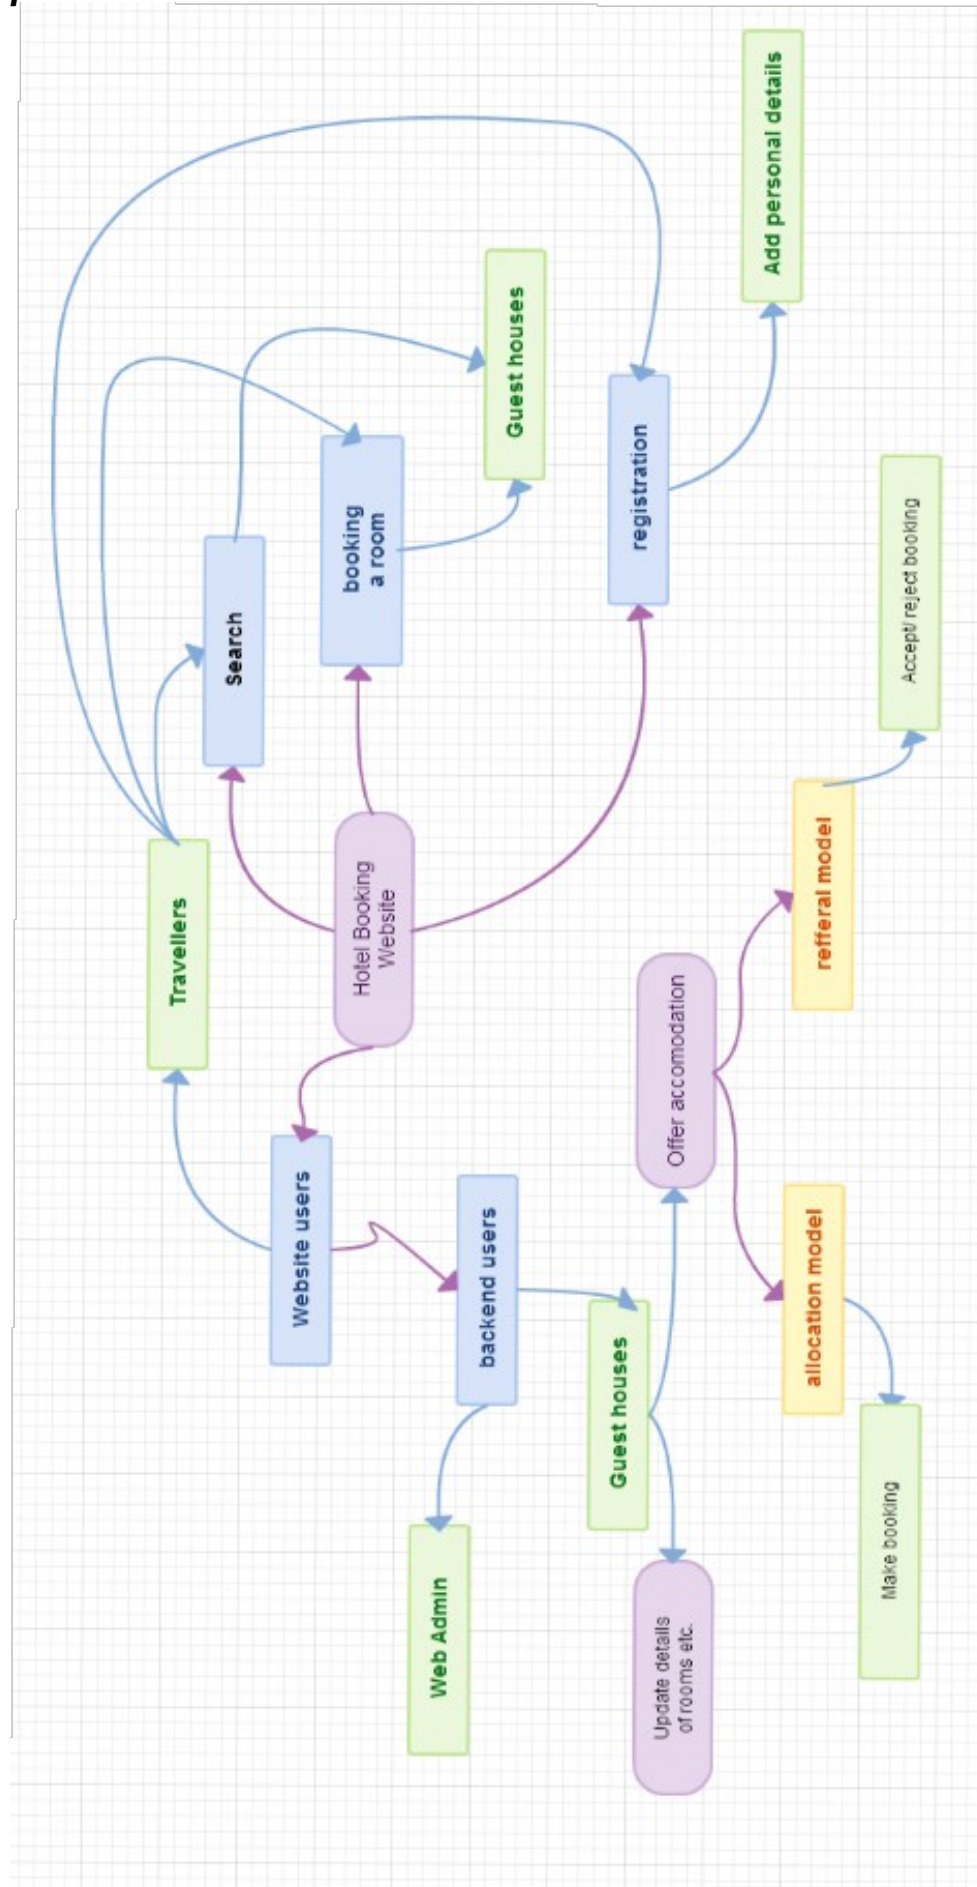 Travellers
Search
Website users
Hotel Booking
Website
booking
a room
Web Admin
backend users
Guest houses
Guest houses
registration
Update details
of rooms etc.
Offer accomodation
Add personal details
allocation model
refferal model
Make booking
Accept/ reject booking